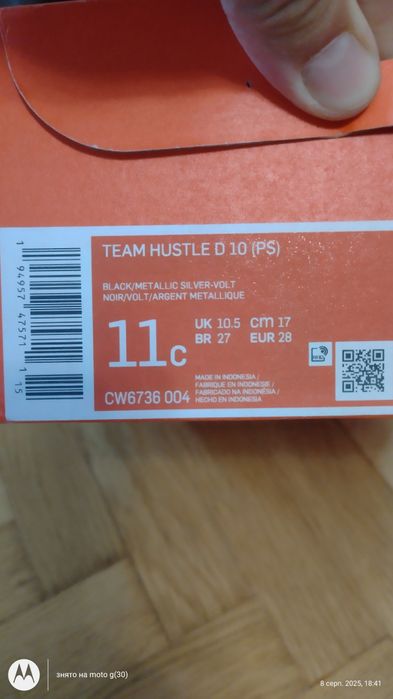 TEAM HUSTLE D 10 (PS)
BLACK/METALLIC SILVER-VOLT
NOIR/VOLT/ARGENT METALLIQUE
11C
UK 10.5 cm 17
BR 27 EUR 28
MADE IN INDONESIA /
FABRIQUE EN INDONESIE /
FABRICADO NA INDONÉSIA /
HECHO EN INDONESIA
CW6736 004
1 94957 47571 1 15
знято на moto g(30)
8 серп. 2025, 18:41